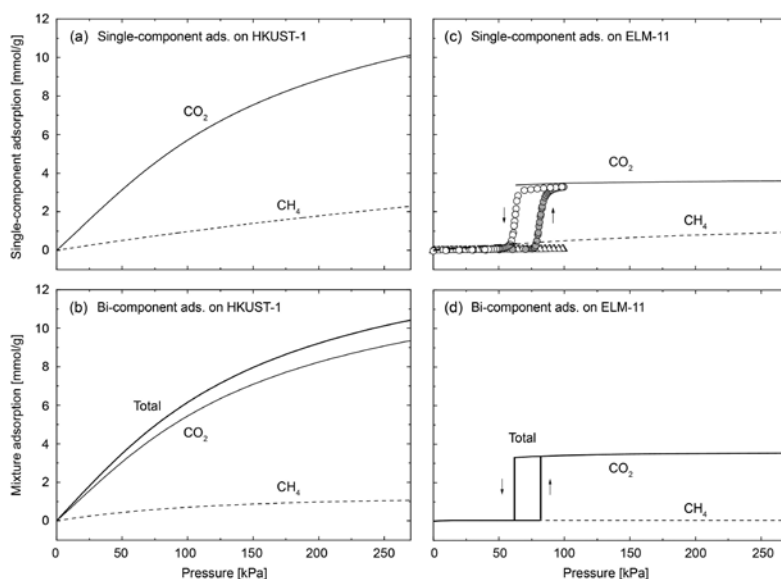 (a) Single-component ads. on HKUST-1
CO2
CH4
12
10
8
6
4
2
0
Single-component adsorption [mmol/g]
(c) Single-component ads. on ELM-11
CO2
CH4
(b) Bi-component ads. on HKUST-1
Total
CO2
CH4
12
10
8
6
4
2
0
Mixture adsorption [mmol/g]
0 50 100 150 200 250
Pressure [kPa]
(d) Bi-component ads. on ELM-11
Total
CO2
CH4
0 50 100 150 200 250
Pressure [kPa]